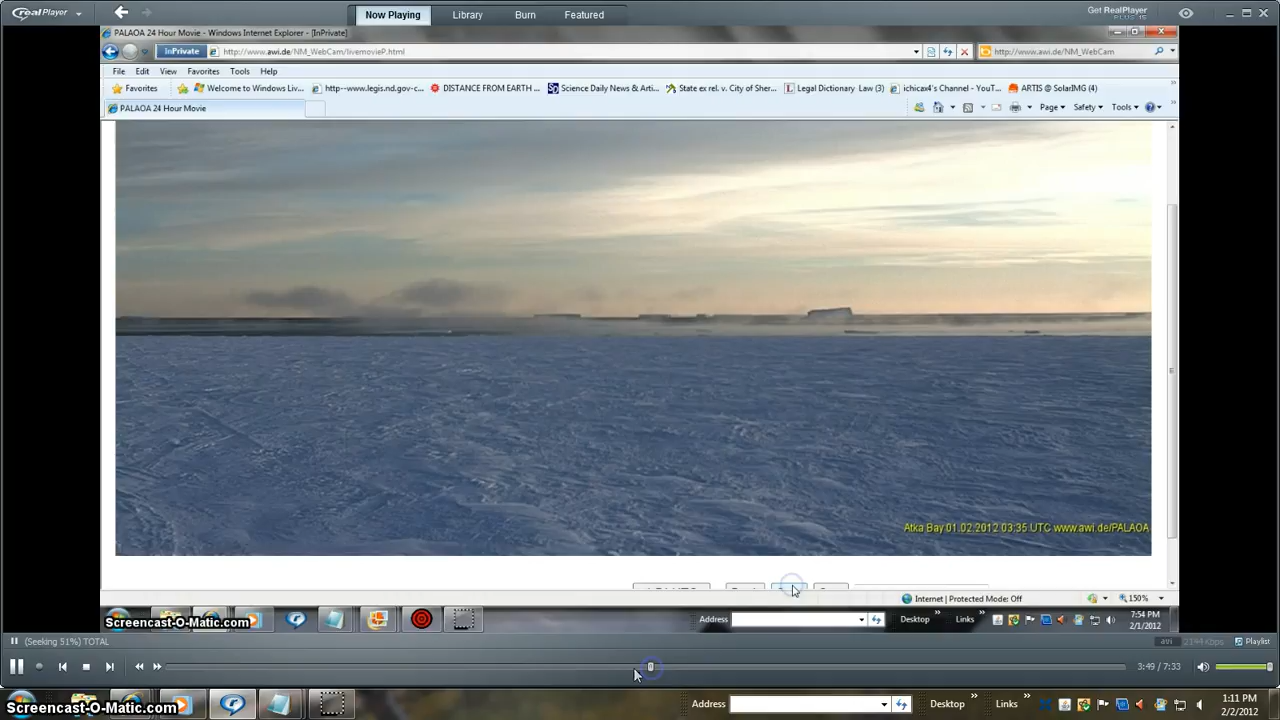 realPlayer
Now Playing
Library
Burn
Featured
Get RealPlayer
PLUS 15
PALAOA 24 Hour Movie - Windows Internet Explorer - [InPrivate]
InPrivate
http://www.awi.de/NM_WebCam/livemovieP.html
http://www.awi.de/NM_WebCam
File Edit View Favorites Tools Help
Favorites
Welcome to Windows Liv...
http--www.legis.nd.gov-c...
DISTANCE FROM EARTH ...
Science Daily News & Arti...
State ex rel. v. City of Sher...
Legal Dictionary Law (3)
ichicax4's Channel - YouT...
ARTIS @ SolarIMG (4)
PALAOA 24 Hour Movie
Page
Safety
Tools
Atka Bay 01.02.2012 03:35 UTC www.awi.de/PALAOA
Internet | Protected Mode: Off
150%
Screencast-O-Matic.com
Address
Desktop
Links
7:54 PM
2/1/2012
(Seeking 51%) TOTAL
avi
Playlist
3:49 / 7:33
Screencast-O-Matic.com
Address
Desktop
Links
1:11 PM
2/2/2012